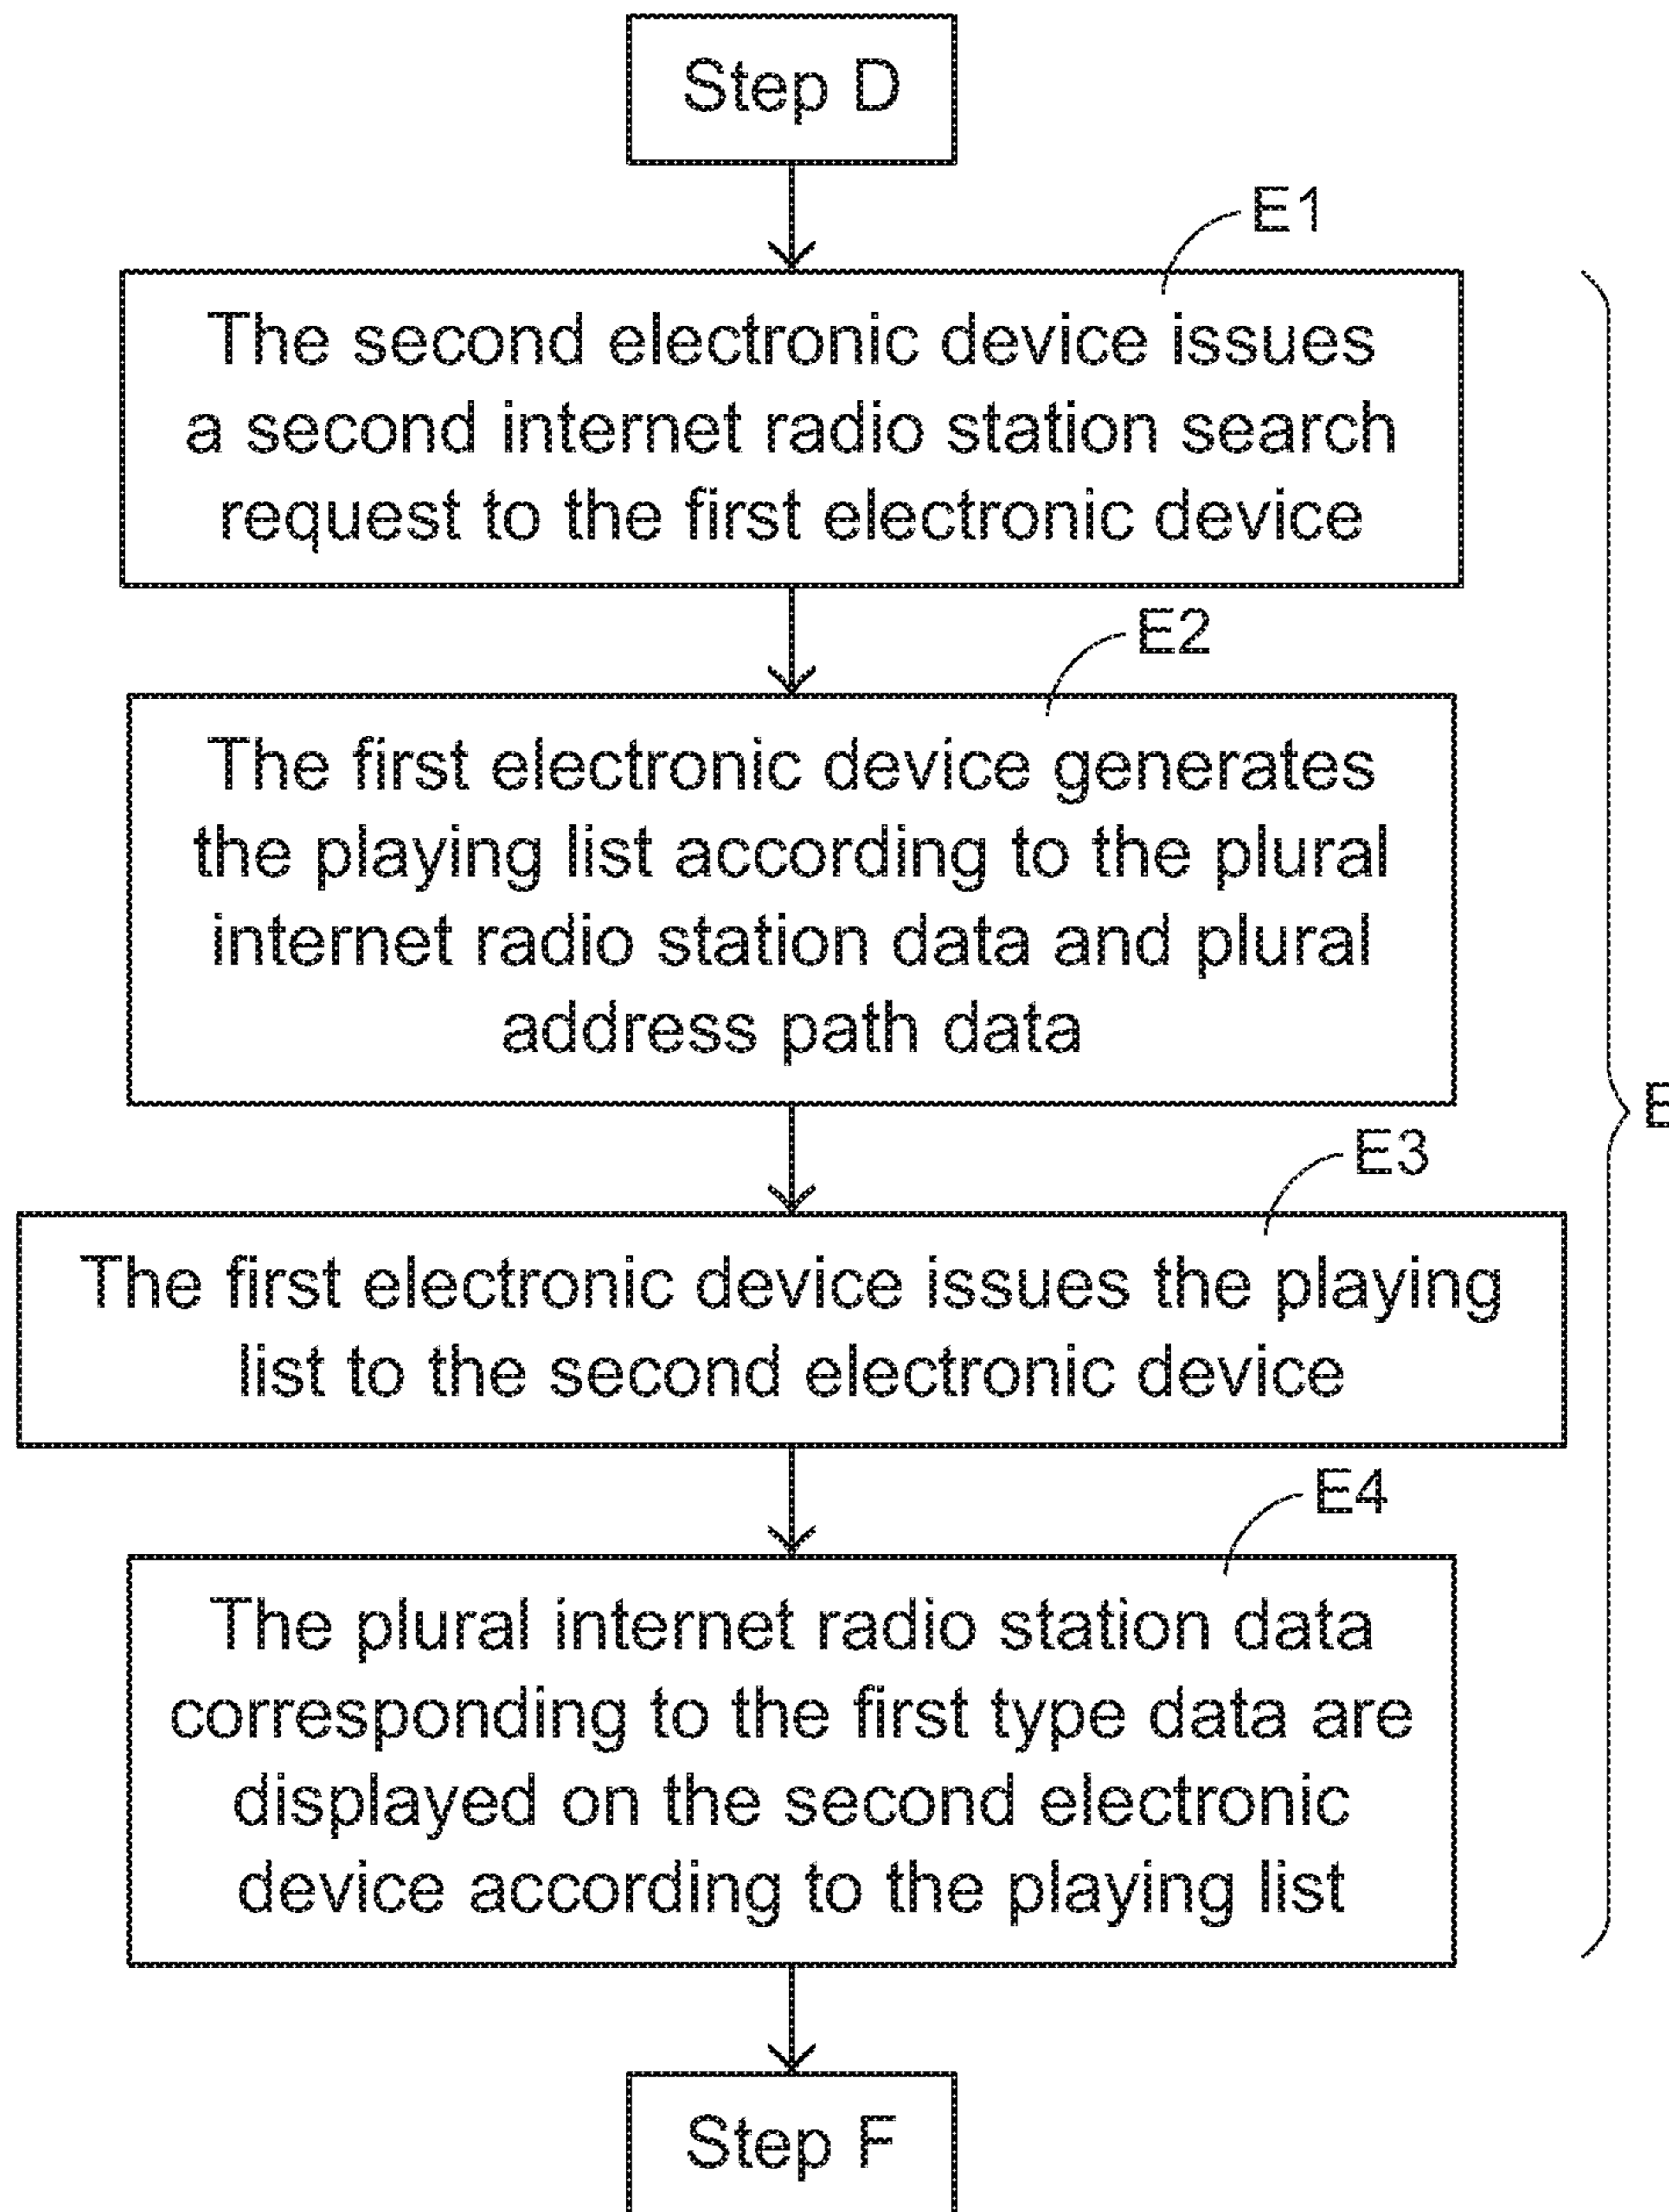 Step D
E1
The second electronic device issues
a second internet radio station search
request to the first electronic device
E2
The first electronic device generates
the playing list according to the plural
internet radio station data and plural
address path data
E
E3
The first electronic device issues the playing
list to the second electronic device
E4
The plural internet radio station data
corresponding to the first type data are
displayed on the second electronic
device according to the playing list
Step F